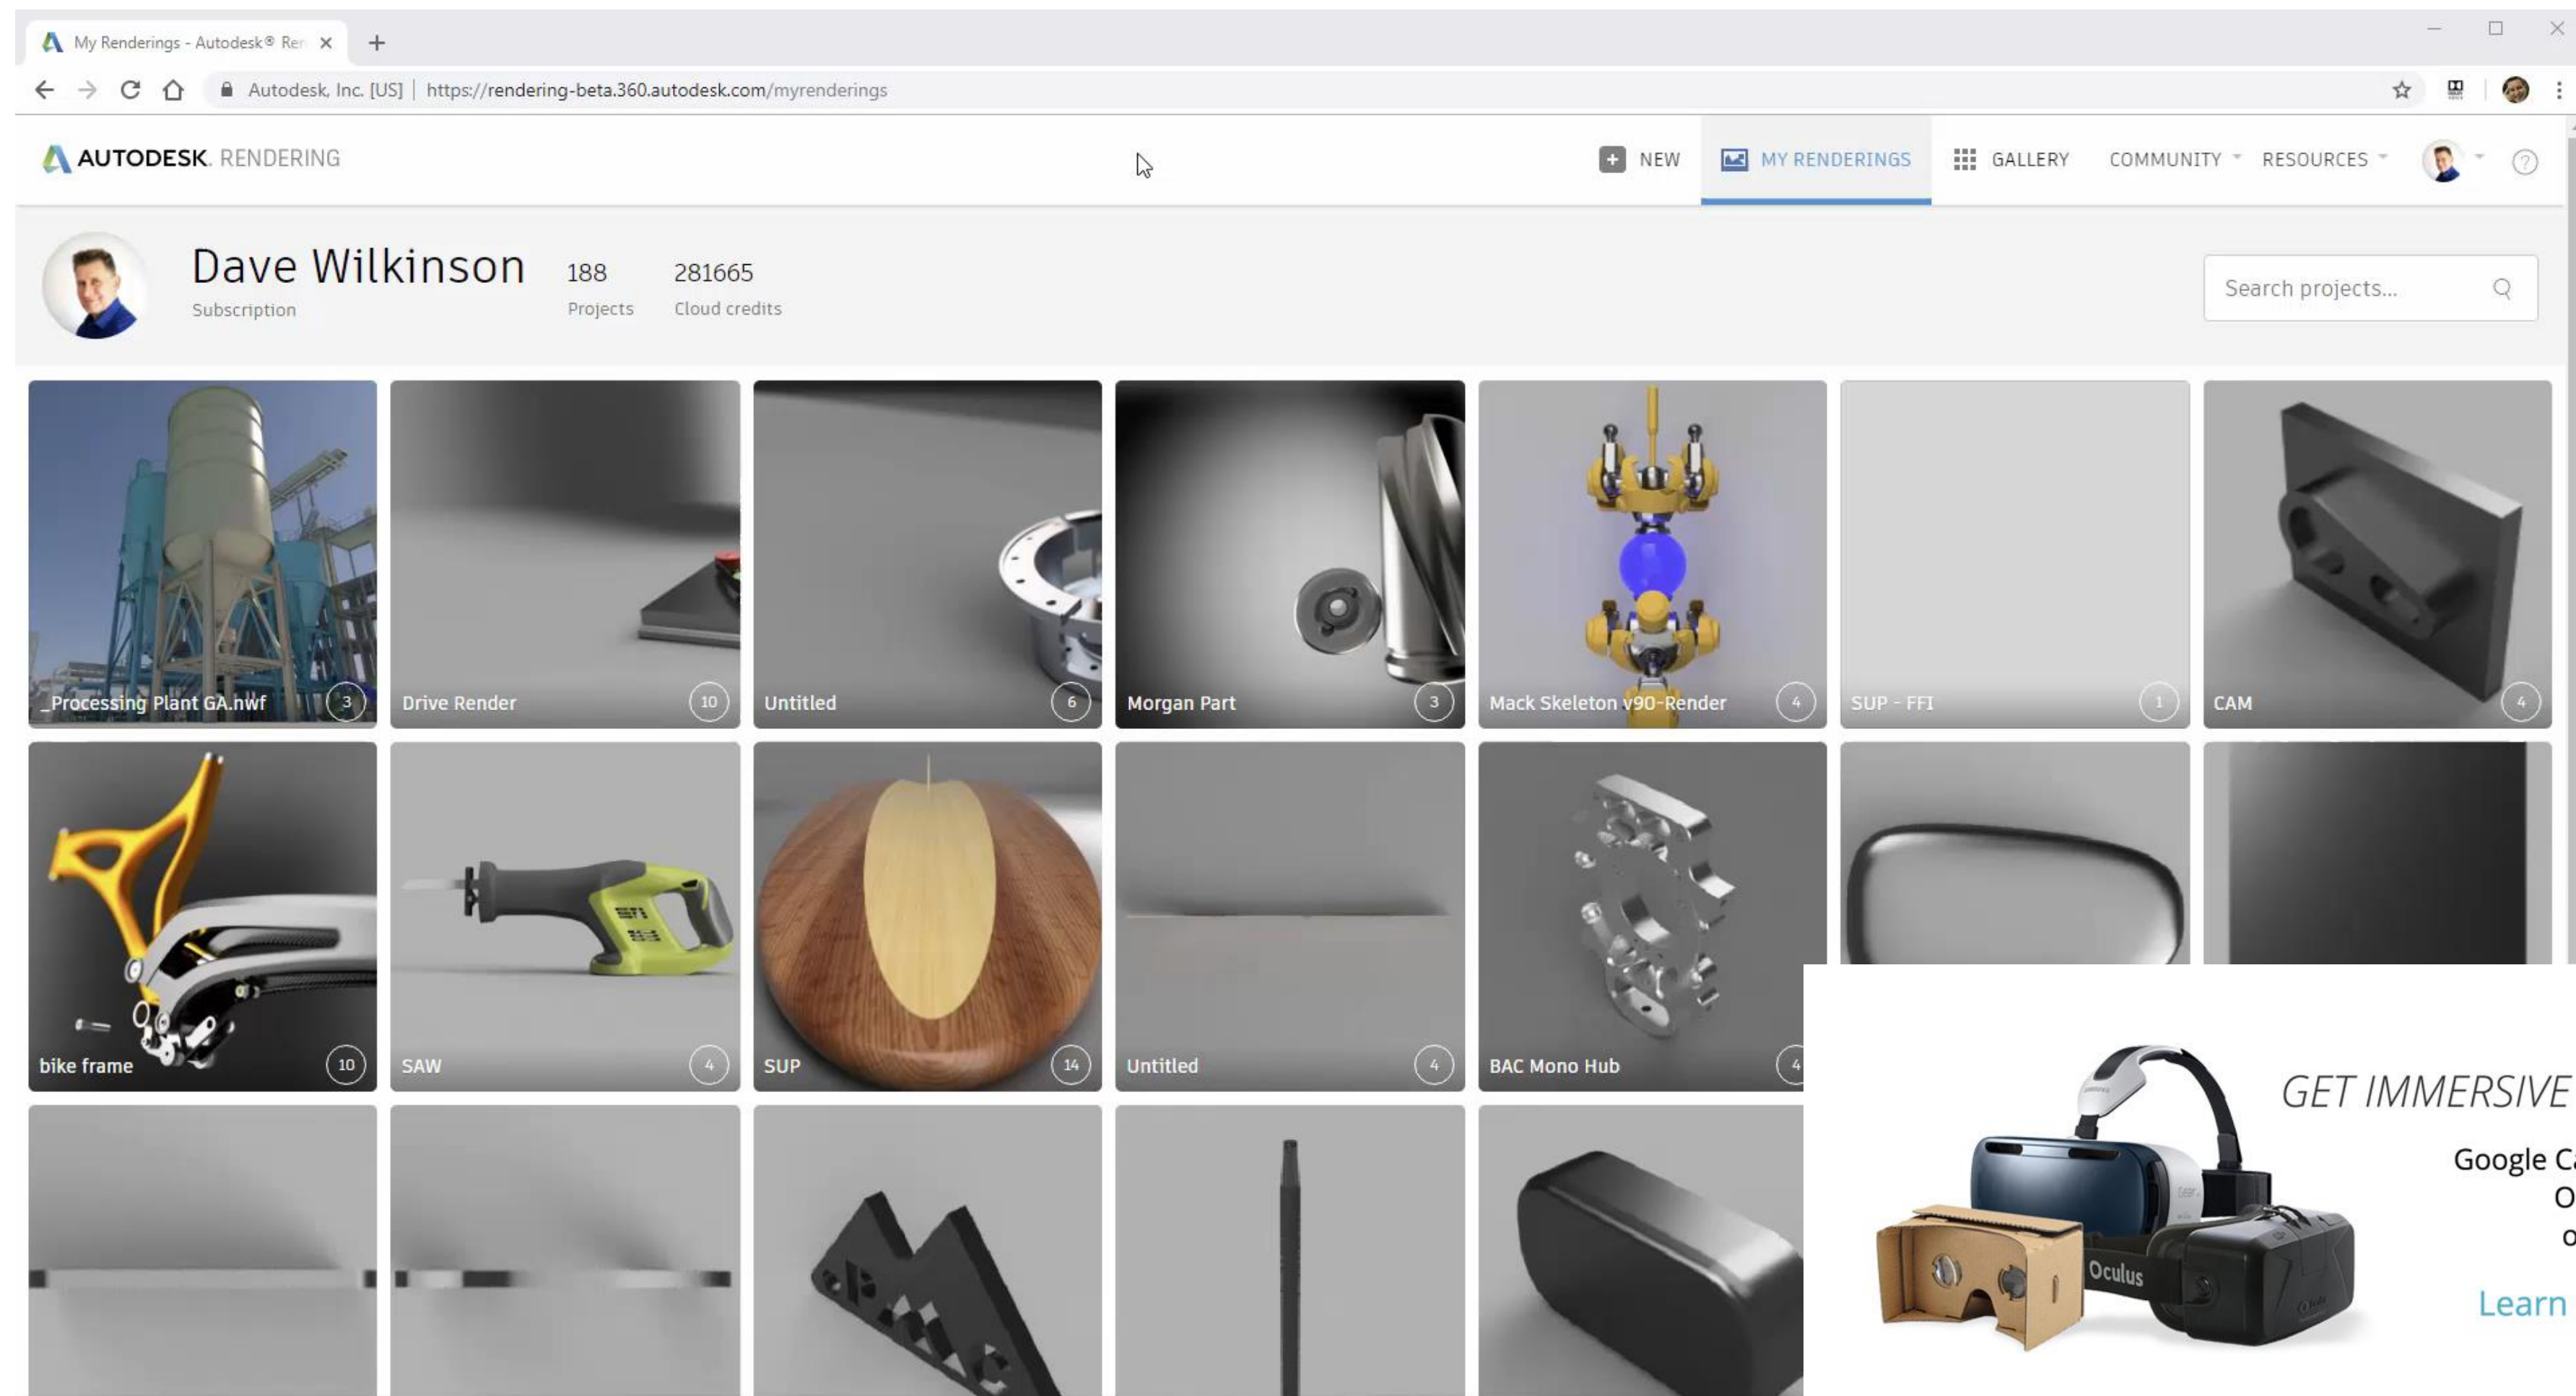 My Renderings - Autodesk® Ren
Autodesk, Inc. [US] | https://rendering-beta.360.autodesk.com/myrenderings
AUTODESK. RENDERING
NEW
MY RENDERINGS
GALLERY
COMMUNITY
RESOURCES
?
Dave Wilkinson
188
281665
Subscription
Projects
Cloud credits
Search projects...
_Processing Plant GA.nwf
3
Drive Render
10
Untitled
6
Morgan Part
3
Mack Skeleton v90-Render
4
SUP - FFI
1
CAM
4
bike frame
10
SAW
4
SUP
14
Untitled
4
BAC Mono Hub
4
GET IMMERSIVE
Google Ca
O
o
Oculus
Gear
Learn